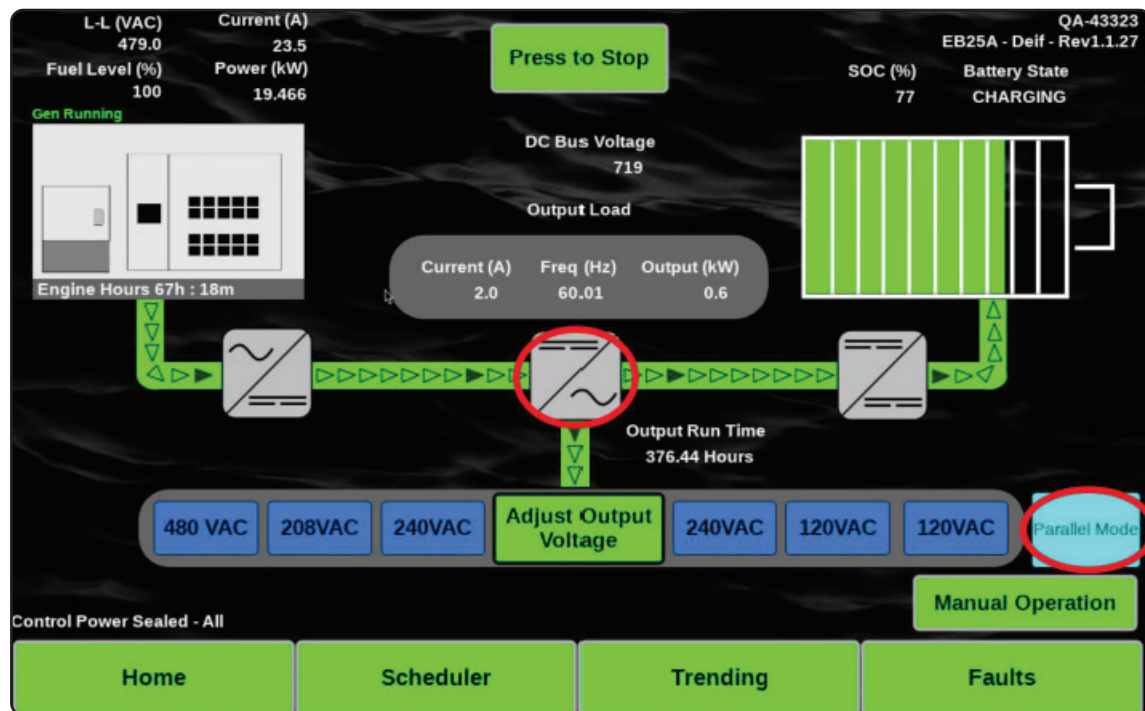 L-L (VAC)
479.0
Current (A)
23.5
Fuel Level (%)
100
Power (kW)
19.466
Gen Running
Engine Hours 67h : 18m
Press to Stop
QA-43323
EB25A - Deif - Rev1.1.27
SOC (%)
77
Battery State
CHARGING
DC Bus Voltage
719
Output Load
Current (A) Freq (Hz) Output (kW)
2.0 60.01 0.6
Output Run Time
376.44 Hours
480 VAC
208VAC
240VAC
Adjust Output
Voltage
240VAC
120VAC
120VAC
Parallel Mode
Manual Operation
Control Power Sealed - All
Home
Scheduler
Trending
Faults